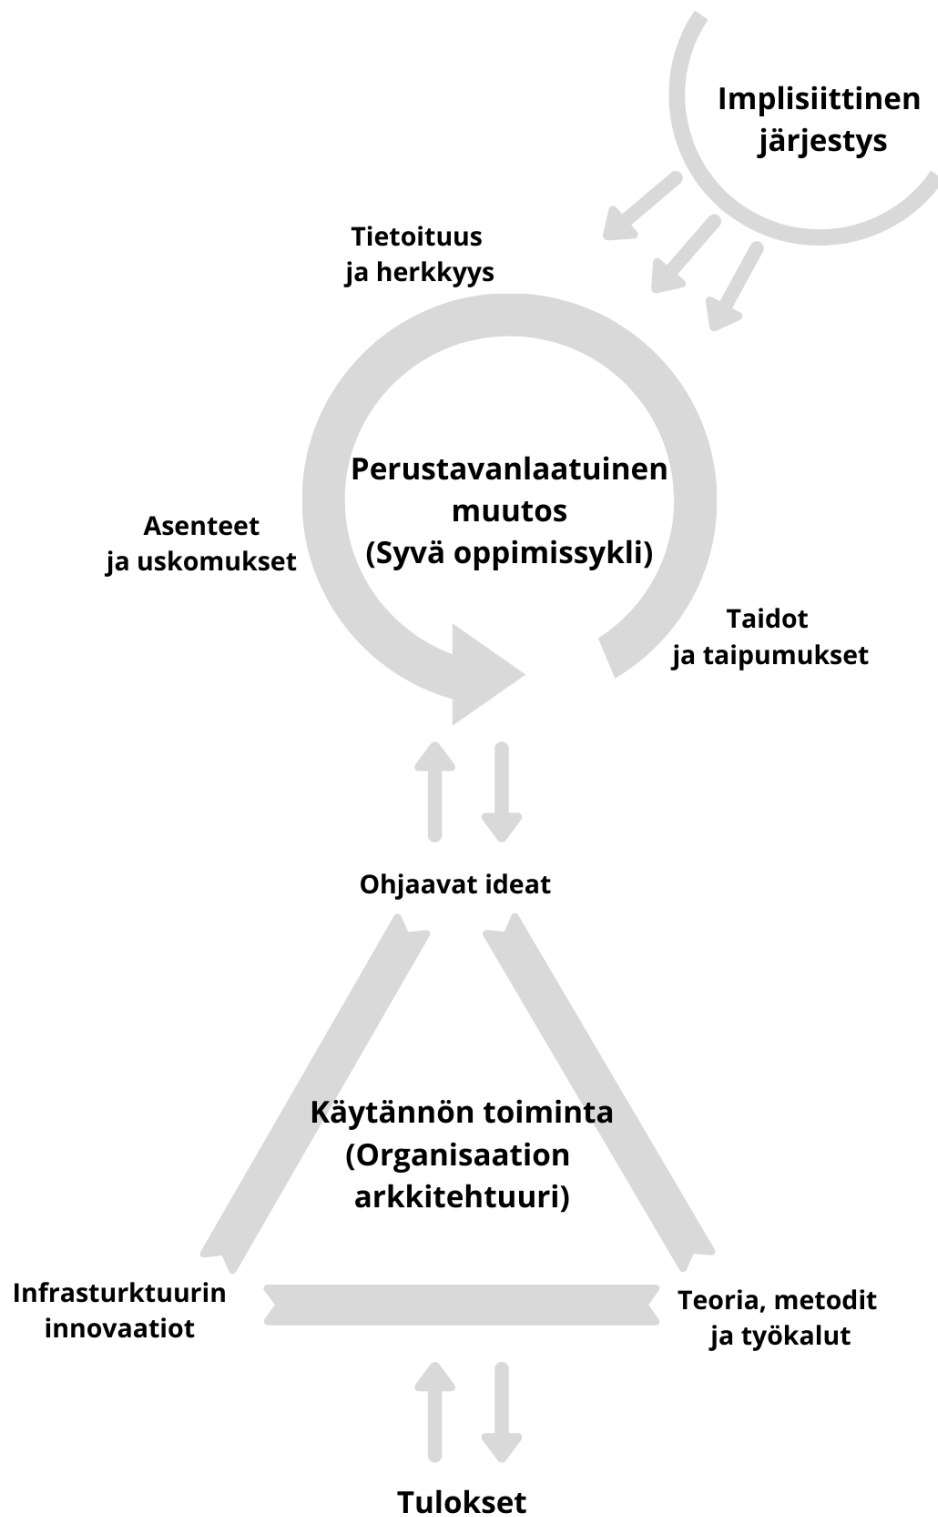 Implisiittinen
järjestys
Tietoituus
ja herkkyys
Perustavanlaatuinen
muutos
(Syvä oppimissykli)
Asenteet
ja uskomukset
Taidot
ja taipumukset
Ohjaavat ideat
Käytännön toiminta
(Organisaation
arkkitehtuuri)
Infrasturktuurin
innovaatiot
Teoria, metodit
ja työkalut
Tulokset